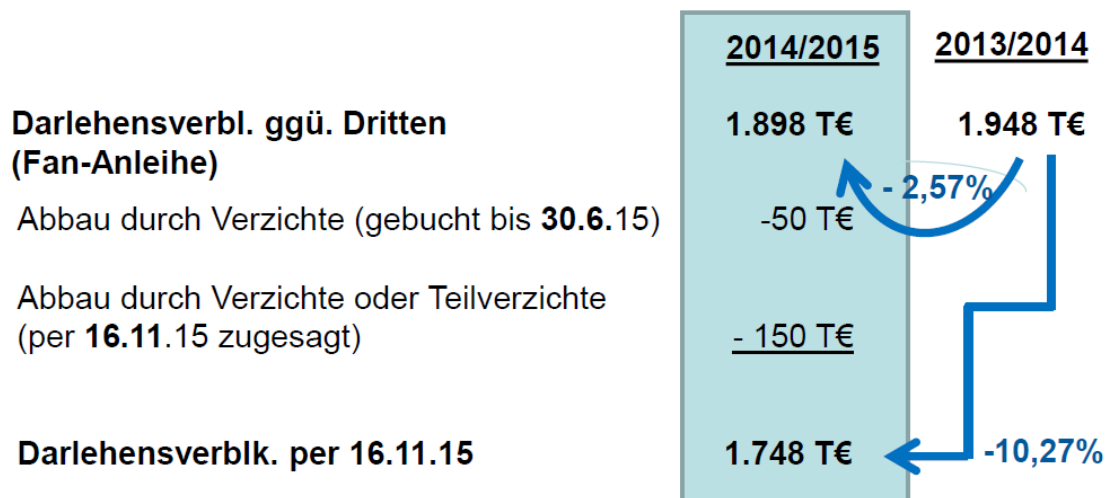 2014/2015 2013/2014
Darlehensverbl. ggü. Dritten 1.898 T€ 1.948 T€
(Fan-Anleihe)
- 2,57%
Abbau durch Verzichte (gebucht bis 30.6.15) -50 T€
Abbau durch Verzichte oder Teilverzichte
(per 16.11.15 zugesagt) - 150 T€
Darlehensverblk. per 16.11.15 1.748 T€ -10,27%